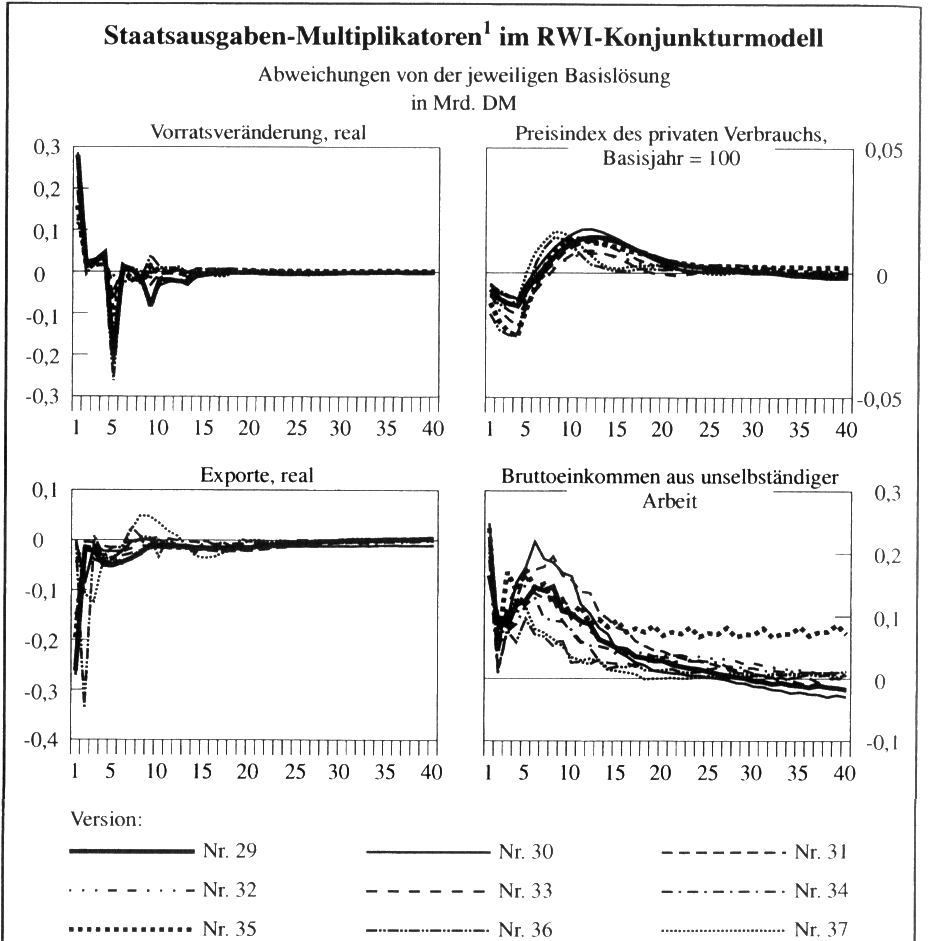 Staatsausgaben-Multiplikatoren¹ im RWI-Konjunkturmodell
Abweichungen von der jeweiligen Basislösung
in Mrd. DM
Vorratsveränderung, real
0,3
0,2
0,1
0
-0,1
-0,2
-0,3
1 5 10 15 20 25 30 35 40
Preisindex des privaten Verbrauchs,
Basisjahr = 100
0,05
0
-0,05
1 5 10 15 20 25 30 35 40
Exporte, real
0,1
0
-0,1
-0,2
-0,3
-0,4
1 5 10 15 20 25 30 35 40
Bruttoeinkommen aus unselbständiger
Arbeit
0,3
0,2
0,1
0
-0,1
1 5 10 15 20 25 30 35 40
Version:
Nr. 29 Nr. 30 Nr. 31
Nr. 32 Nr. 33 Nr. 34
Nr. 35 Nr. 36 Nr. 37